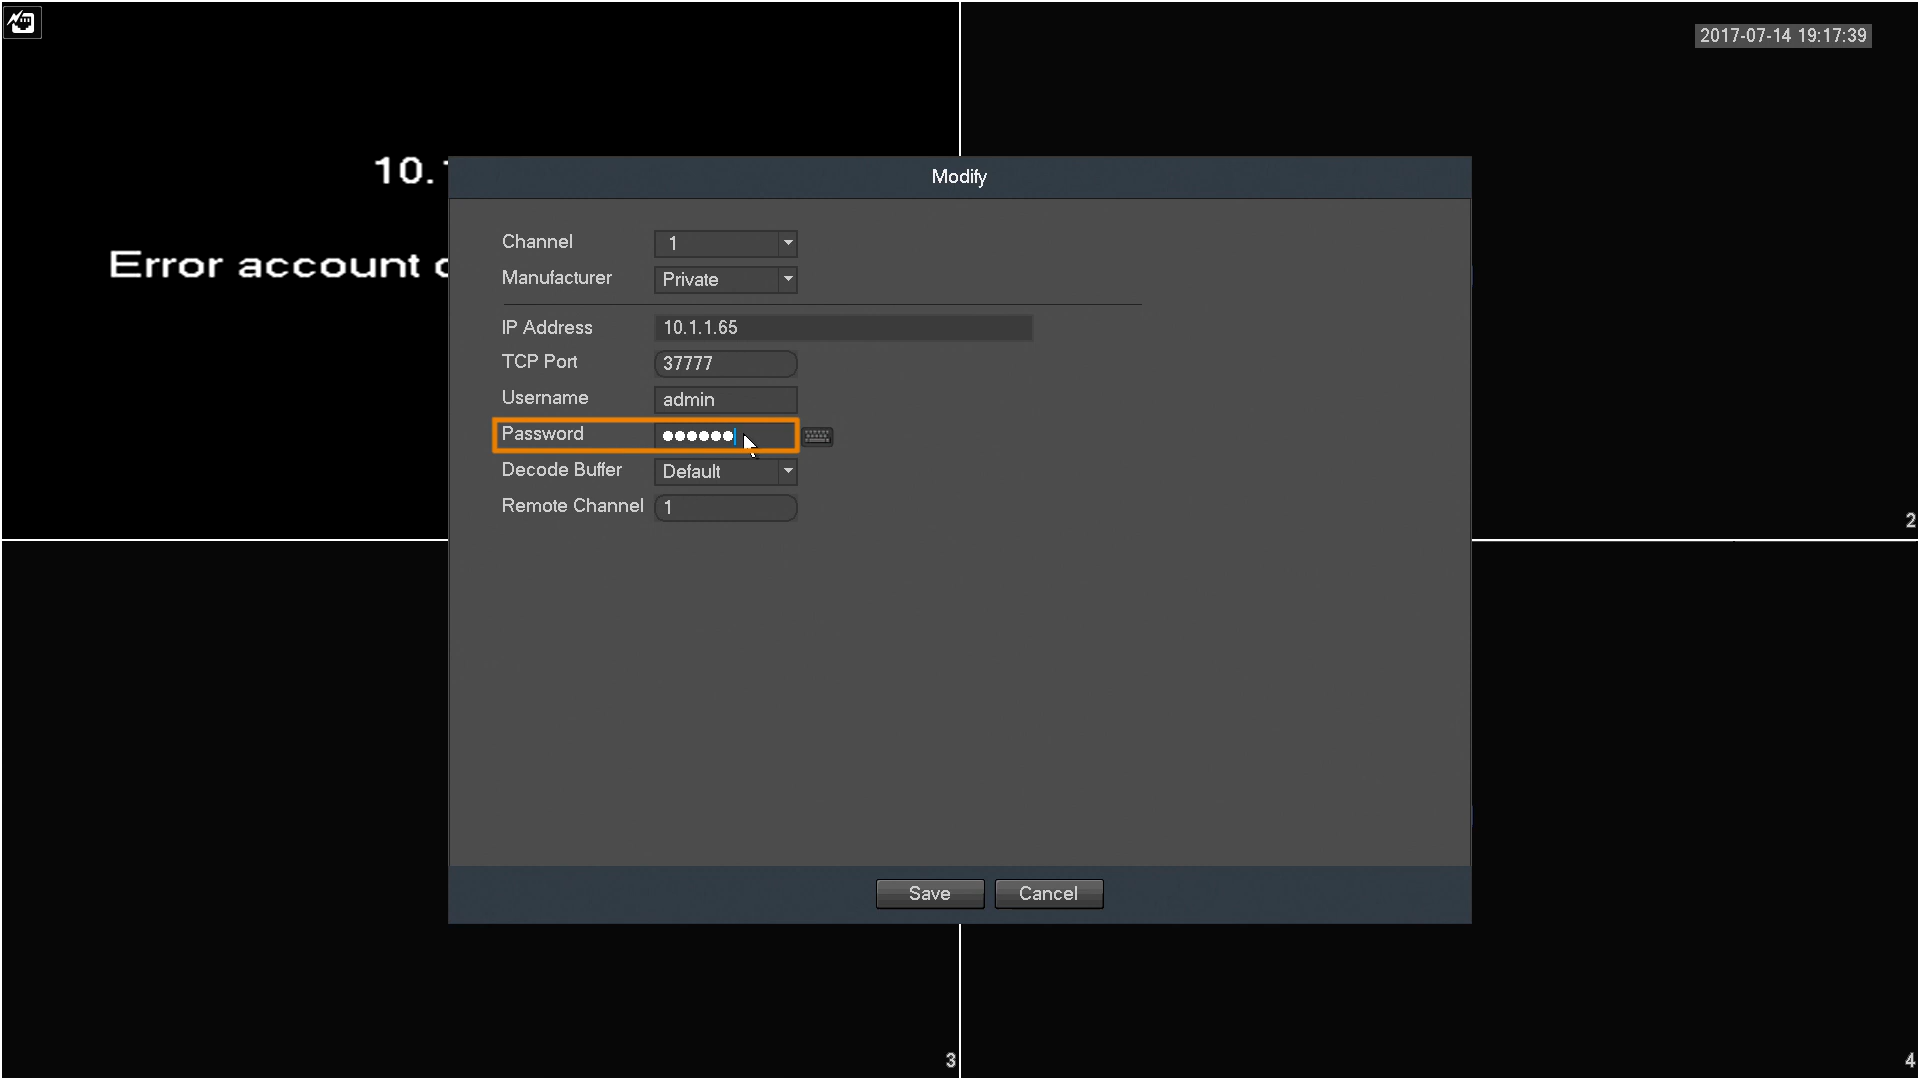 2017-07-14 19:17:39
10.
Error account
Modify
Channel 1
Manufacturer Private
IP Address 10.1.1.65
TCP Port 37777
Username admin
Password ●●●●●●
Decode Buffer Default
Remote Channel 1
2
Save Cancel
3
4